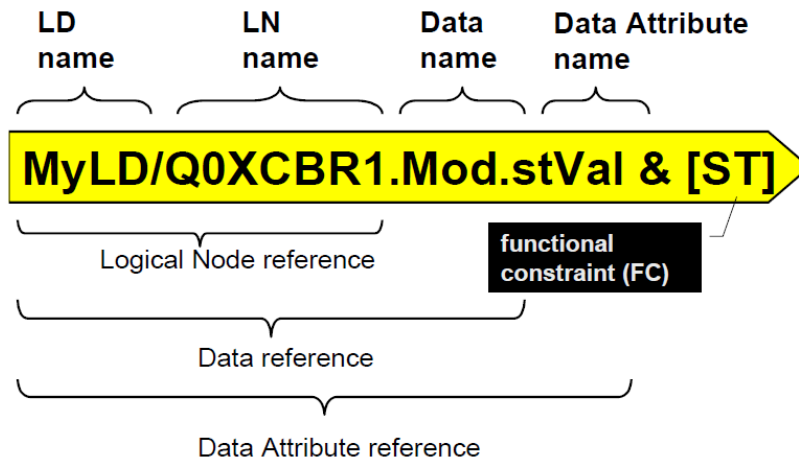 LD name
LN name
Data name
Data Attribute name
MyLD/Q0XCBR1.Mod.stVal & [ST]
functional
constraint (FC)
Logical Node reference
Data reference
Data Attribute reference